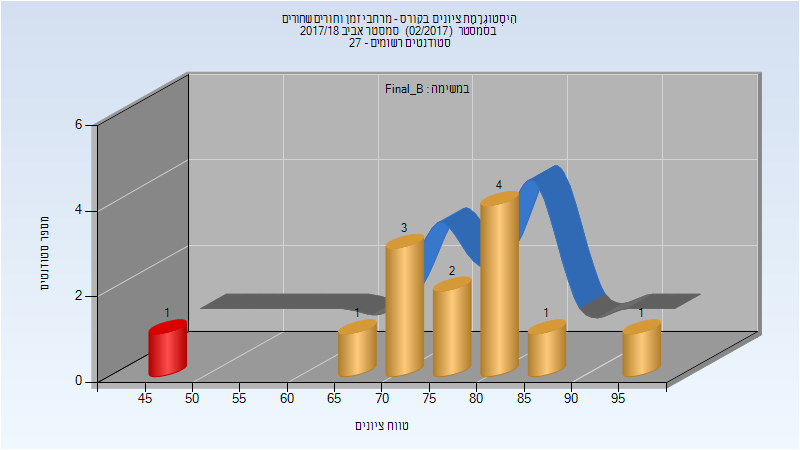 היסטוגרמת ציונים בקורס - מרחבי זמן וחורים שחורים
בסמסטר (02/2017) סמסטר אביב 2017/18
סטודנטים רשומים - 27
במשימה : Final_B
מספר סטודנטים
6
4
2
0
1
1
3
2
4
1
1
45 50 55 60 65 70 75 80 85 90 95
טווח ציונים